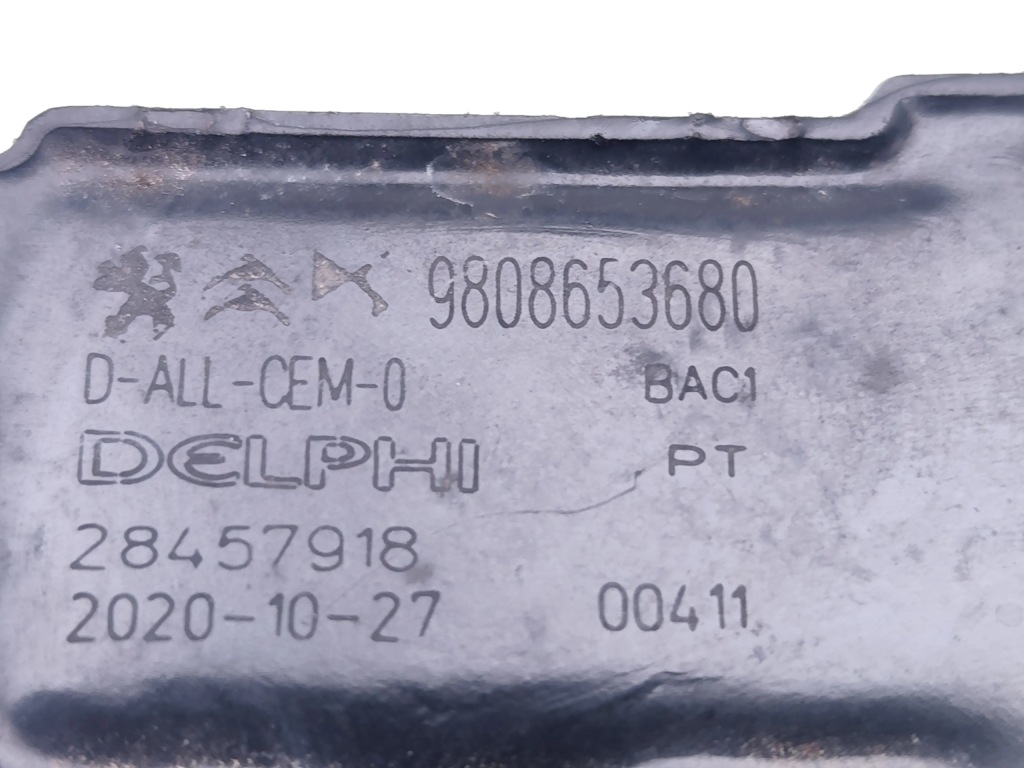 9808653680
D-ALL-CEM-0 BAC1
DELPHI PT
28457918
2020-10-27 00411